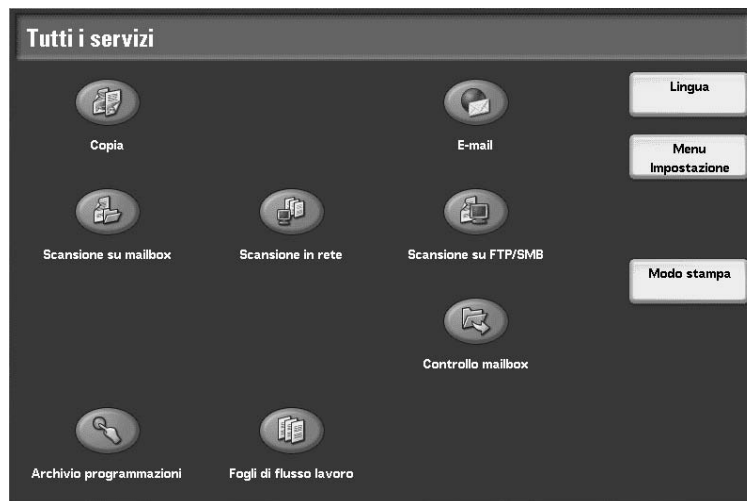 Tutti i servizi
Copia
E-mail
Lingua
Menu
Impostazione
Scansione su mailbox
Scansione in rete
Scansione su FTP/SMB
Modo stampa
Controllo mailbox
Archivio programmazioni
Fogli di flusso lavoro